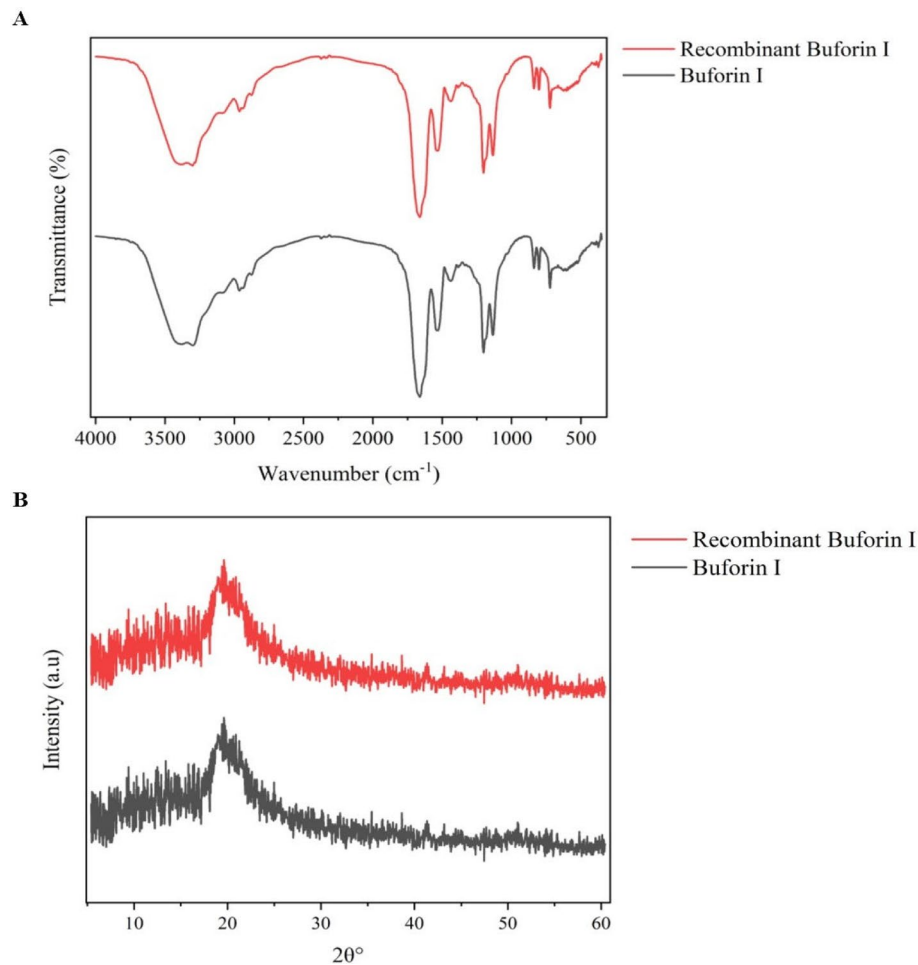 A
Recombinant Buforin I
Buforin I
Transmittance (%)
4000 3500 3000 2500 2000 1500 1000 500
Wavenumber (cm⁻¹)
B
Recombinant Buforin I
Buforin I
Intensity (a.u)
10 20 30 40 50 60
2θ°